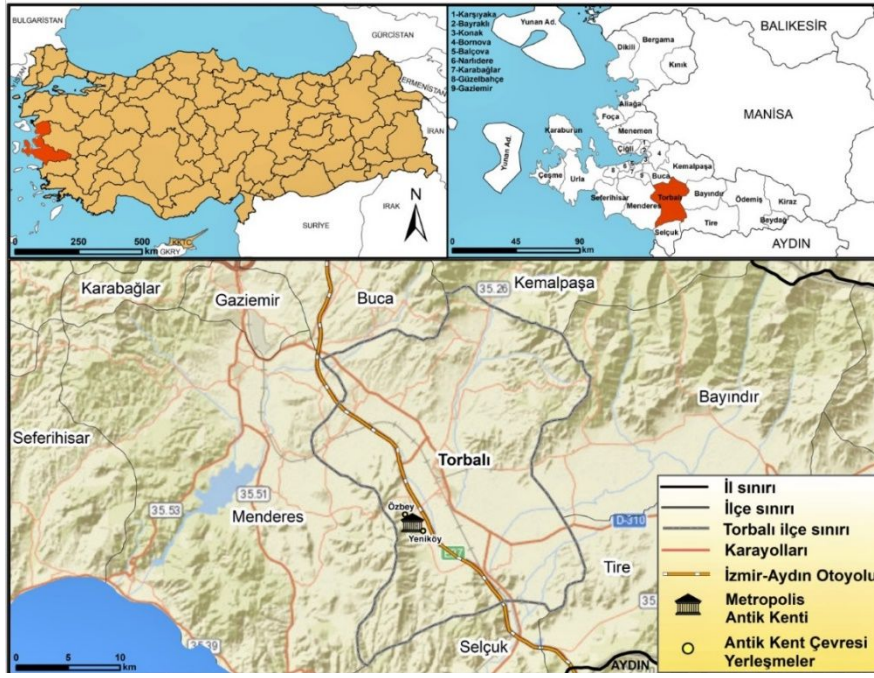 BULGARİSTAN
GÜRCİSTAN
ERMENİSTAN
İRAN
IRAK
SURİYE
KKTC
GKRY
N
0 250 500
km
1-Karşıyaka
2-Bayraklı
3-Konak
4-Bornova
5-Balçova
6-Narlıdere
7-Karabağlar
8-Güzelbahçe
9-Gaziemir
Yunan Ad.
Yunan Ad.
BALIKESİR
Dikili
Bergama
Kınık
Aliağa
Foça
MANİSA
Karaburun
Menemen
Çiğli
Kemalpaşa
Çeşme
Urla
Buca
Seferihisar
Menderes
Torbalı
Bayındır
Ödemiş
Kiraz
Tire
Beydağ
Selçuk
AYDIN
0 45 90
km
Karabağlar
Gaziemir
Buca
35.26
Kemalpaşa
Seferihisar
Bayındır
Torbalı
35.53
35.51
Menderes
Özbey
Yeniköy
D-310
Tire
35.39
Selçuk
AYDIN
0 5 10
km
İl sınırı
İlçe sınırı
Torbalı ilçe sınırı
Karayolları
İzmir-Aydın Otoyolu
Metropolis
Antik Kenti
Antik Kent Çevresi
Yerleşmeler